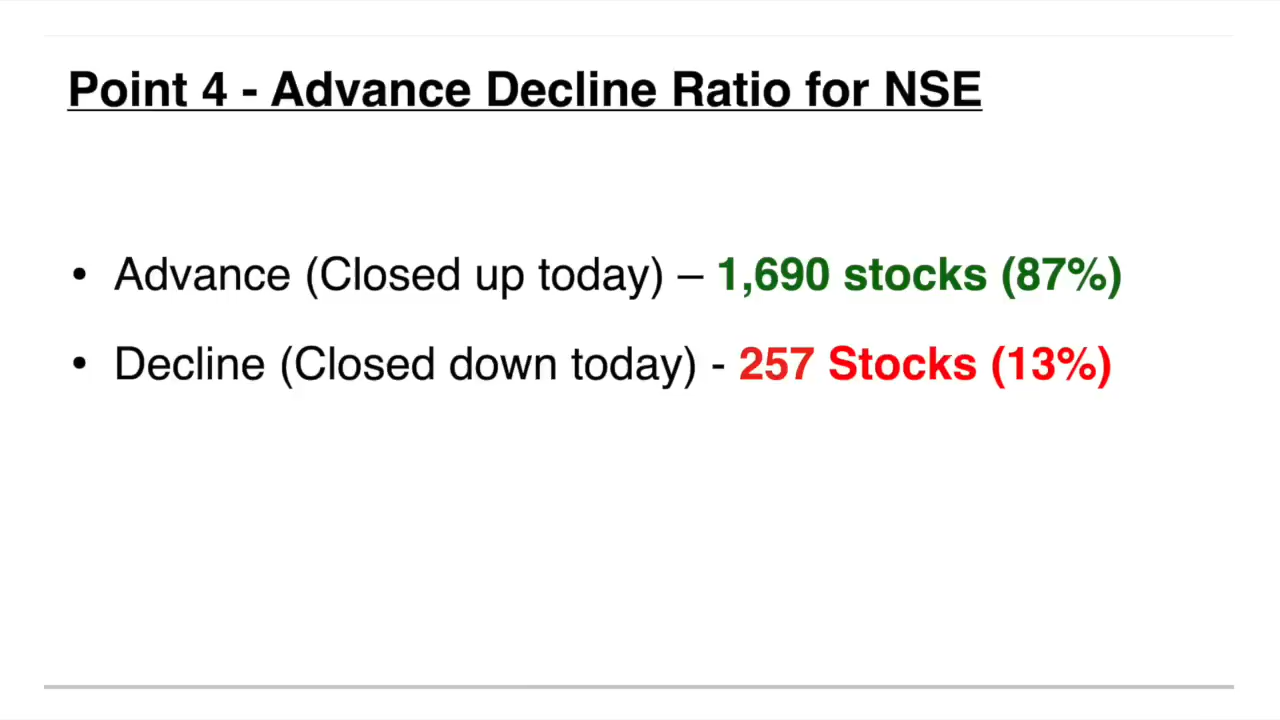 Point 4 - Advance Decline Ratio for NSE
• Advance (Closed up today) – 1,690 stocks (87%)
• Decline (Closed down today) - 257 Stocks (13%)